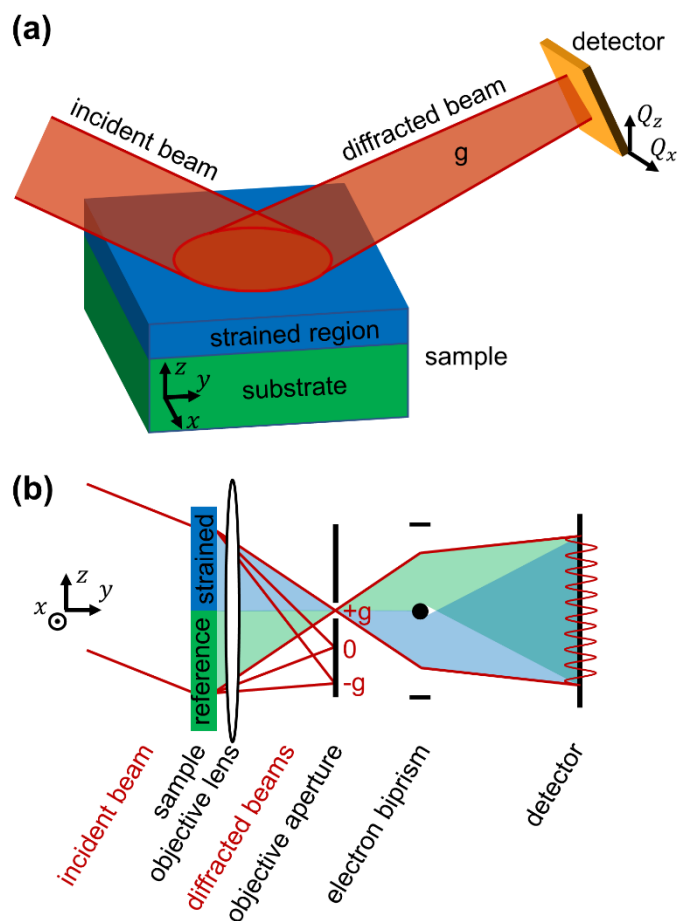 (a)
detector
incident beam
diffracted beam
g
Q_z
Q_x
strained region
sample
substrate
z
y
x
(b)
z
x
y
strained
reference
+g
0
-g
incident beam
sample
objective lens
diffracted beams
objective aperture
electron biprism
detector